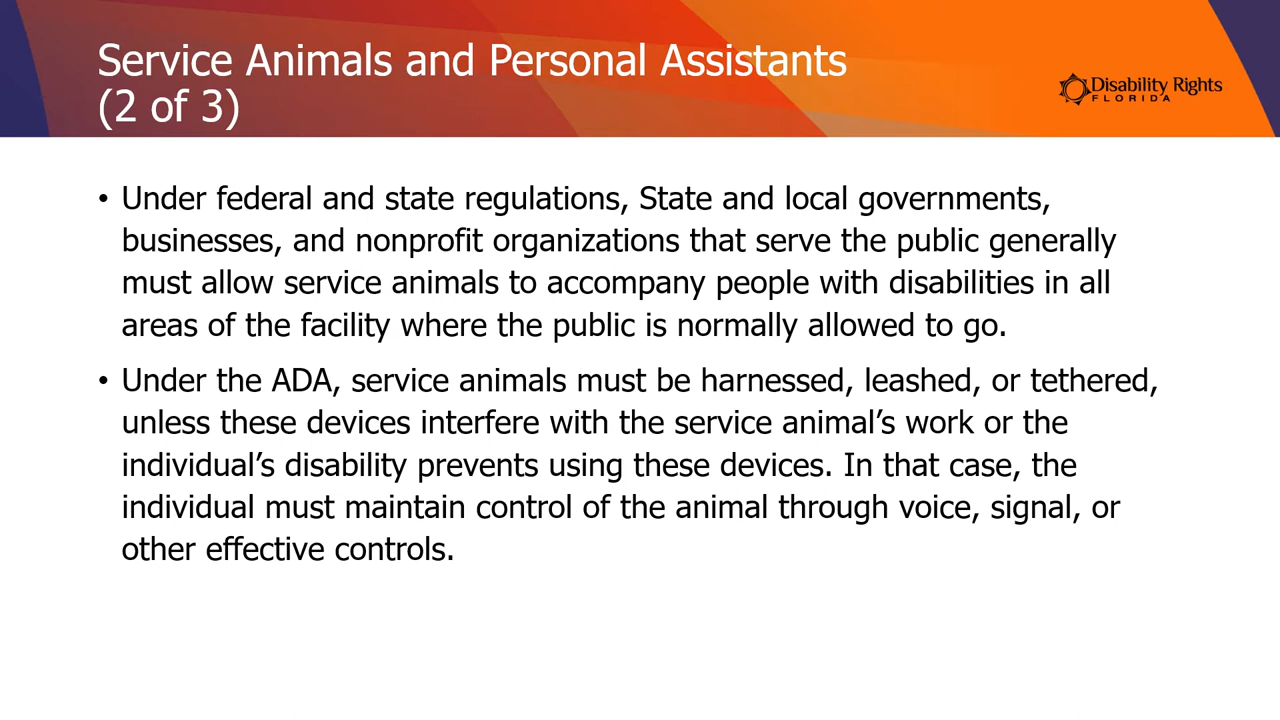 Service Animals and Personal Assistants
(2 of 3)
Disability Rights
FLORIDA
• Under federal and state regulations, State and local governments,
businesses, and nonprofit organizations that serve the public generally
must allow service animals to accompany people with disabilities in all
areas of the facility where the public is normally allowed to go.
• Under the ADA, service animals must be harnessed, leashed, or tethered,
unless these devices interfere with the service animal’s work or the
individual’s disability prevents using these devices. In that case, the
individual must maintain control of the animal through voice, signal, or
other effective controls.